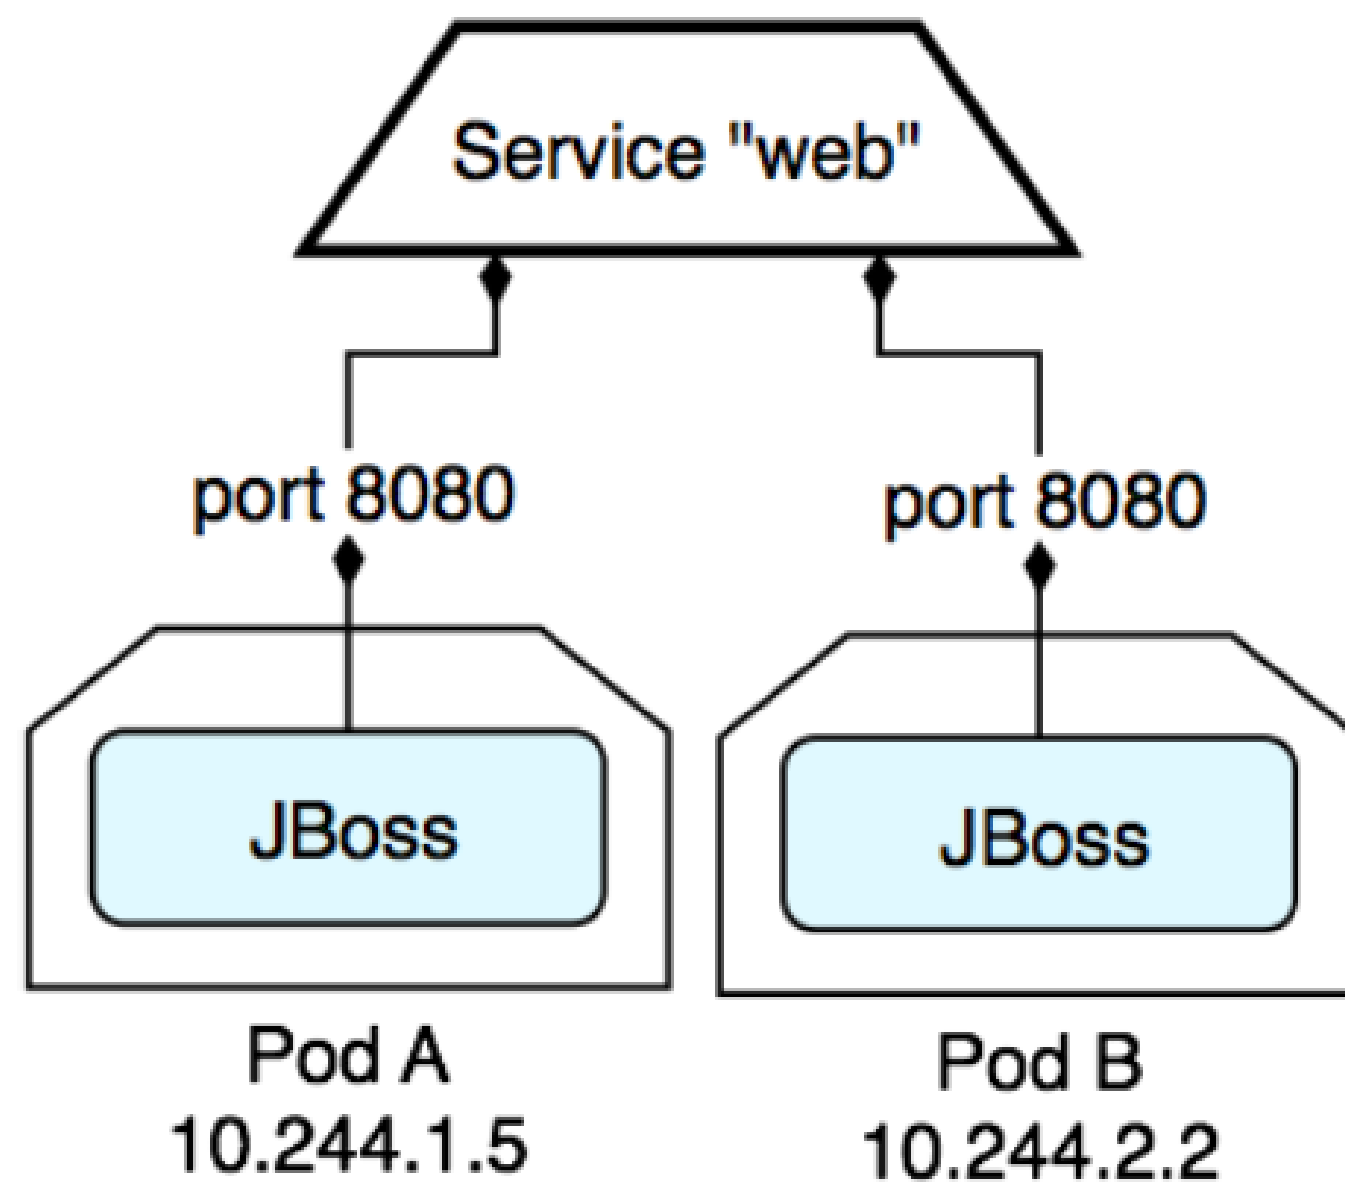 Service "web"
port 8080
port 8080
JBoss
JBoss
Pod A
10.244.1.5
Pod B
10.244.2.2